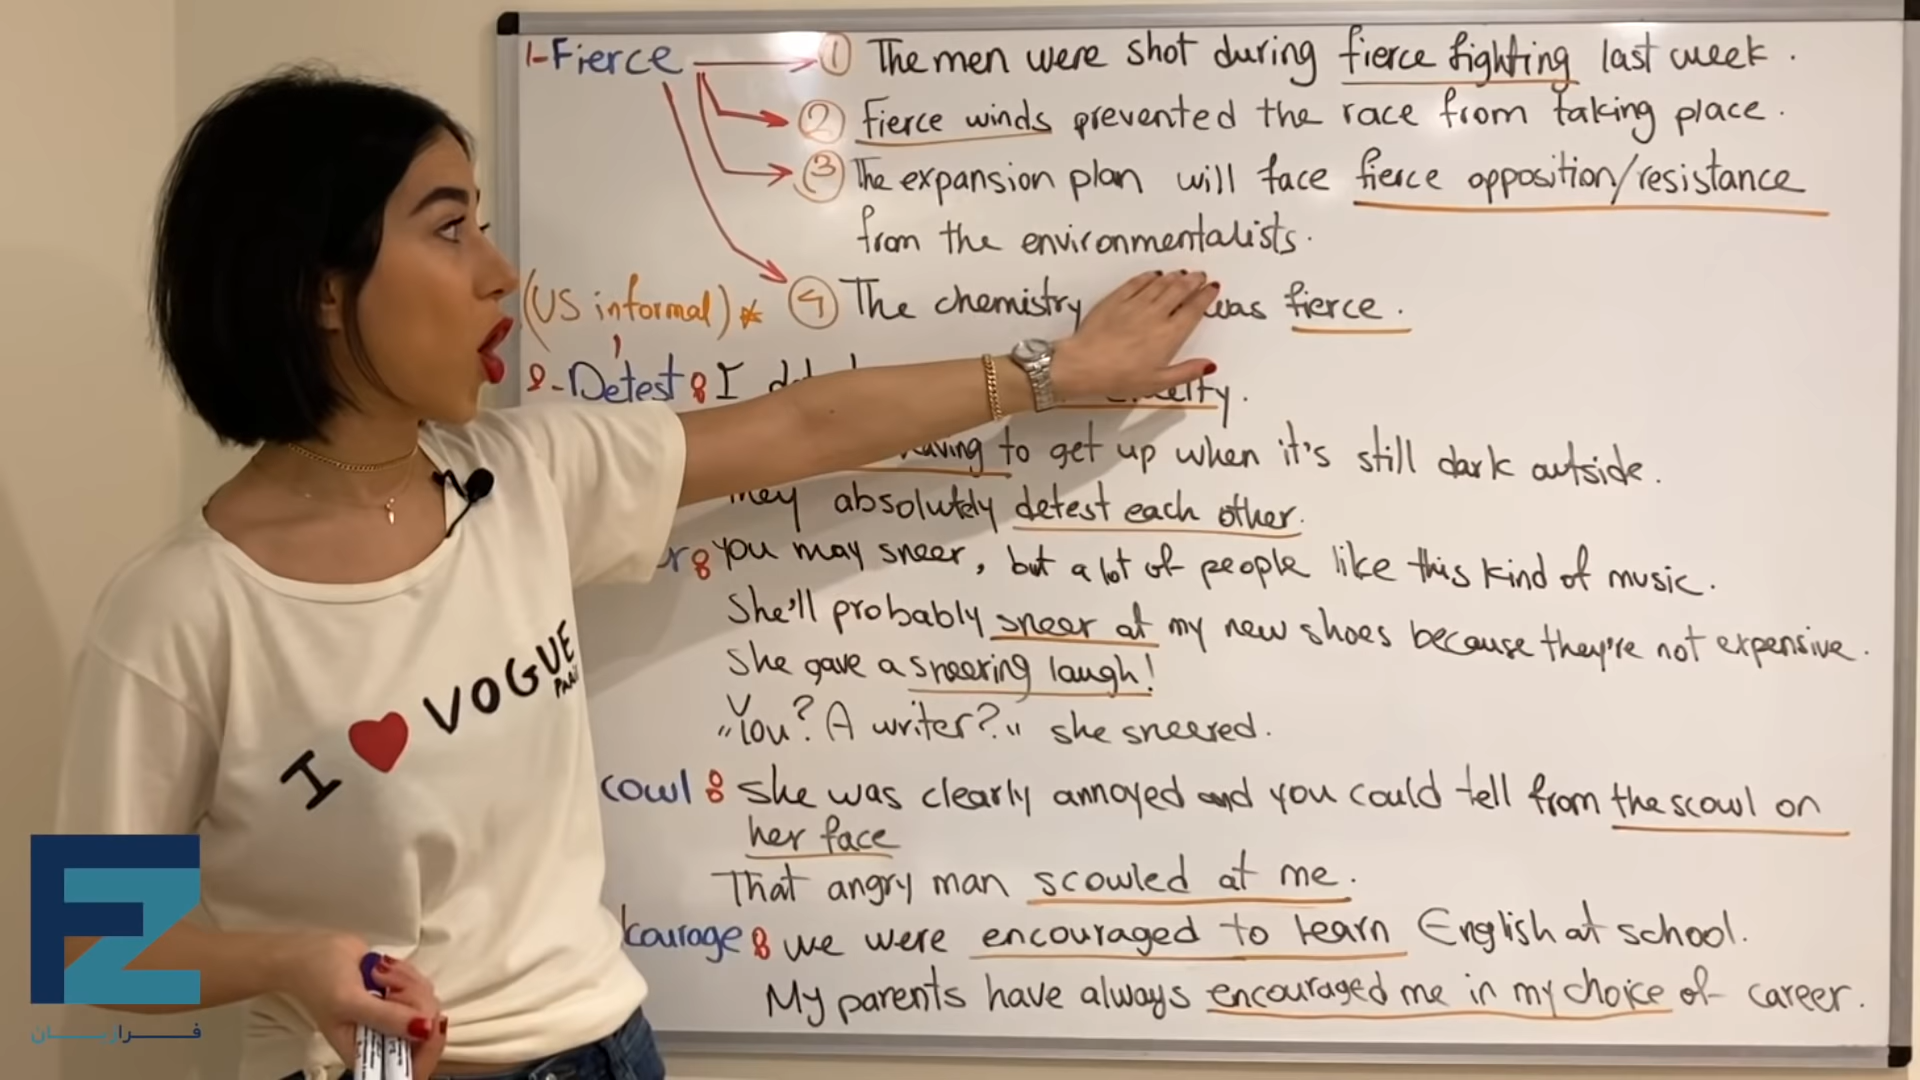 1-Fierce ① The men were shot during fierce fighting last week.
② Fierce winds prevented the race from taking place.
③ The expansion plan will face fierce opposition/resistance
from the environmentalists.
(US informal)* ④ The chemistry was fierce.
2-Detest: I
to get up when it's still dark outside.
They absolutely detest each other.
You may sneer, but a lot of people like this kind of music.
She'll probably sneer at my new shoes because they're not expensive.
She gave a sneering laugh!
"You? A writer?" she sneered.
cowl: She was clearly annoyed and you could tell from the scowl on
her face
That angry man scowled at me.
courage: we were encouraged to learn English at school.
My parents have always encouraged me in my choice of career.
I ❤ VOGUE
PARIS
FZ
فرازبان